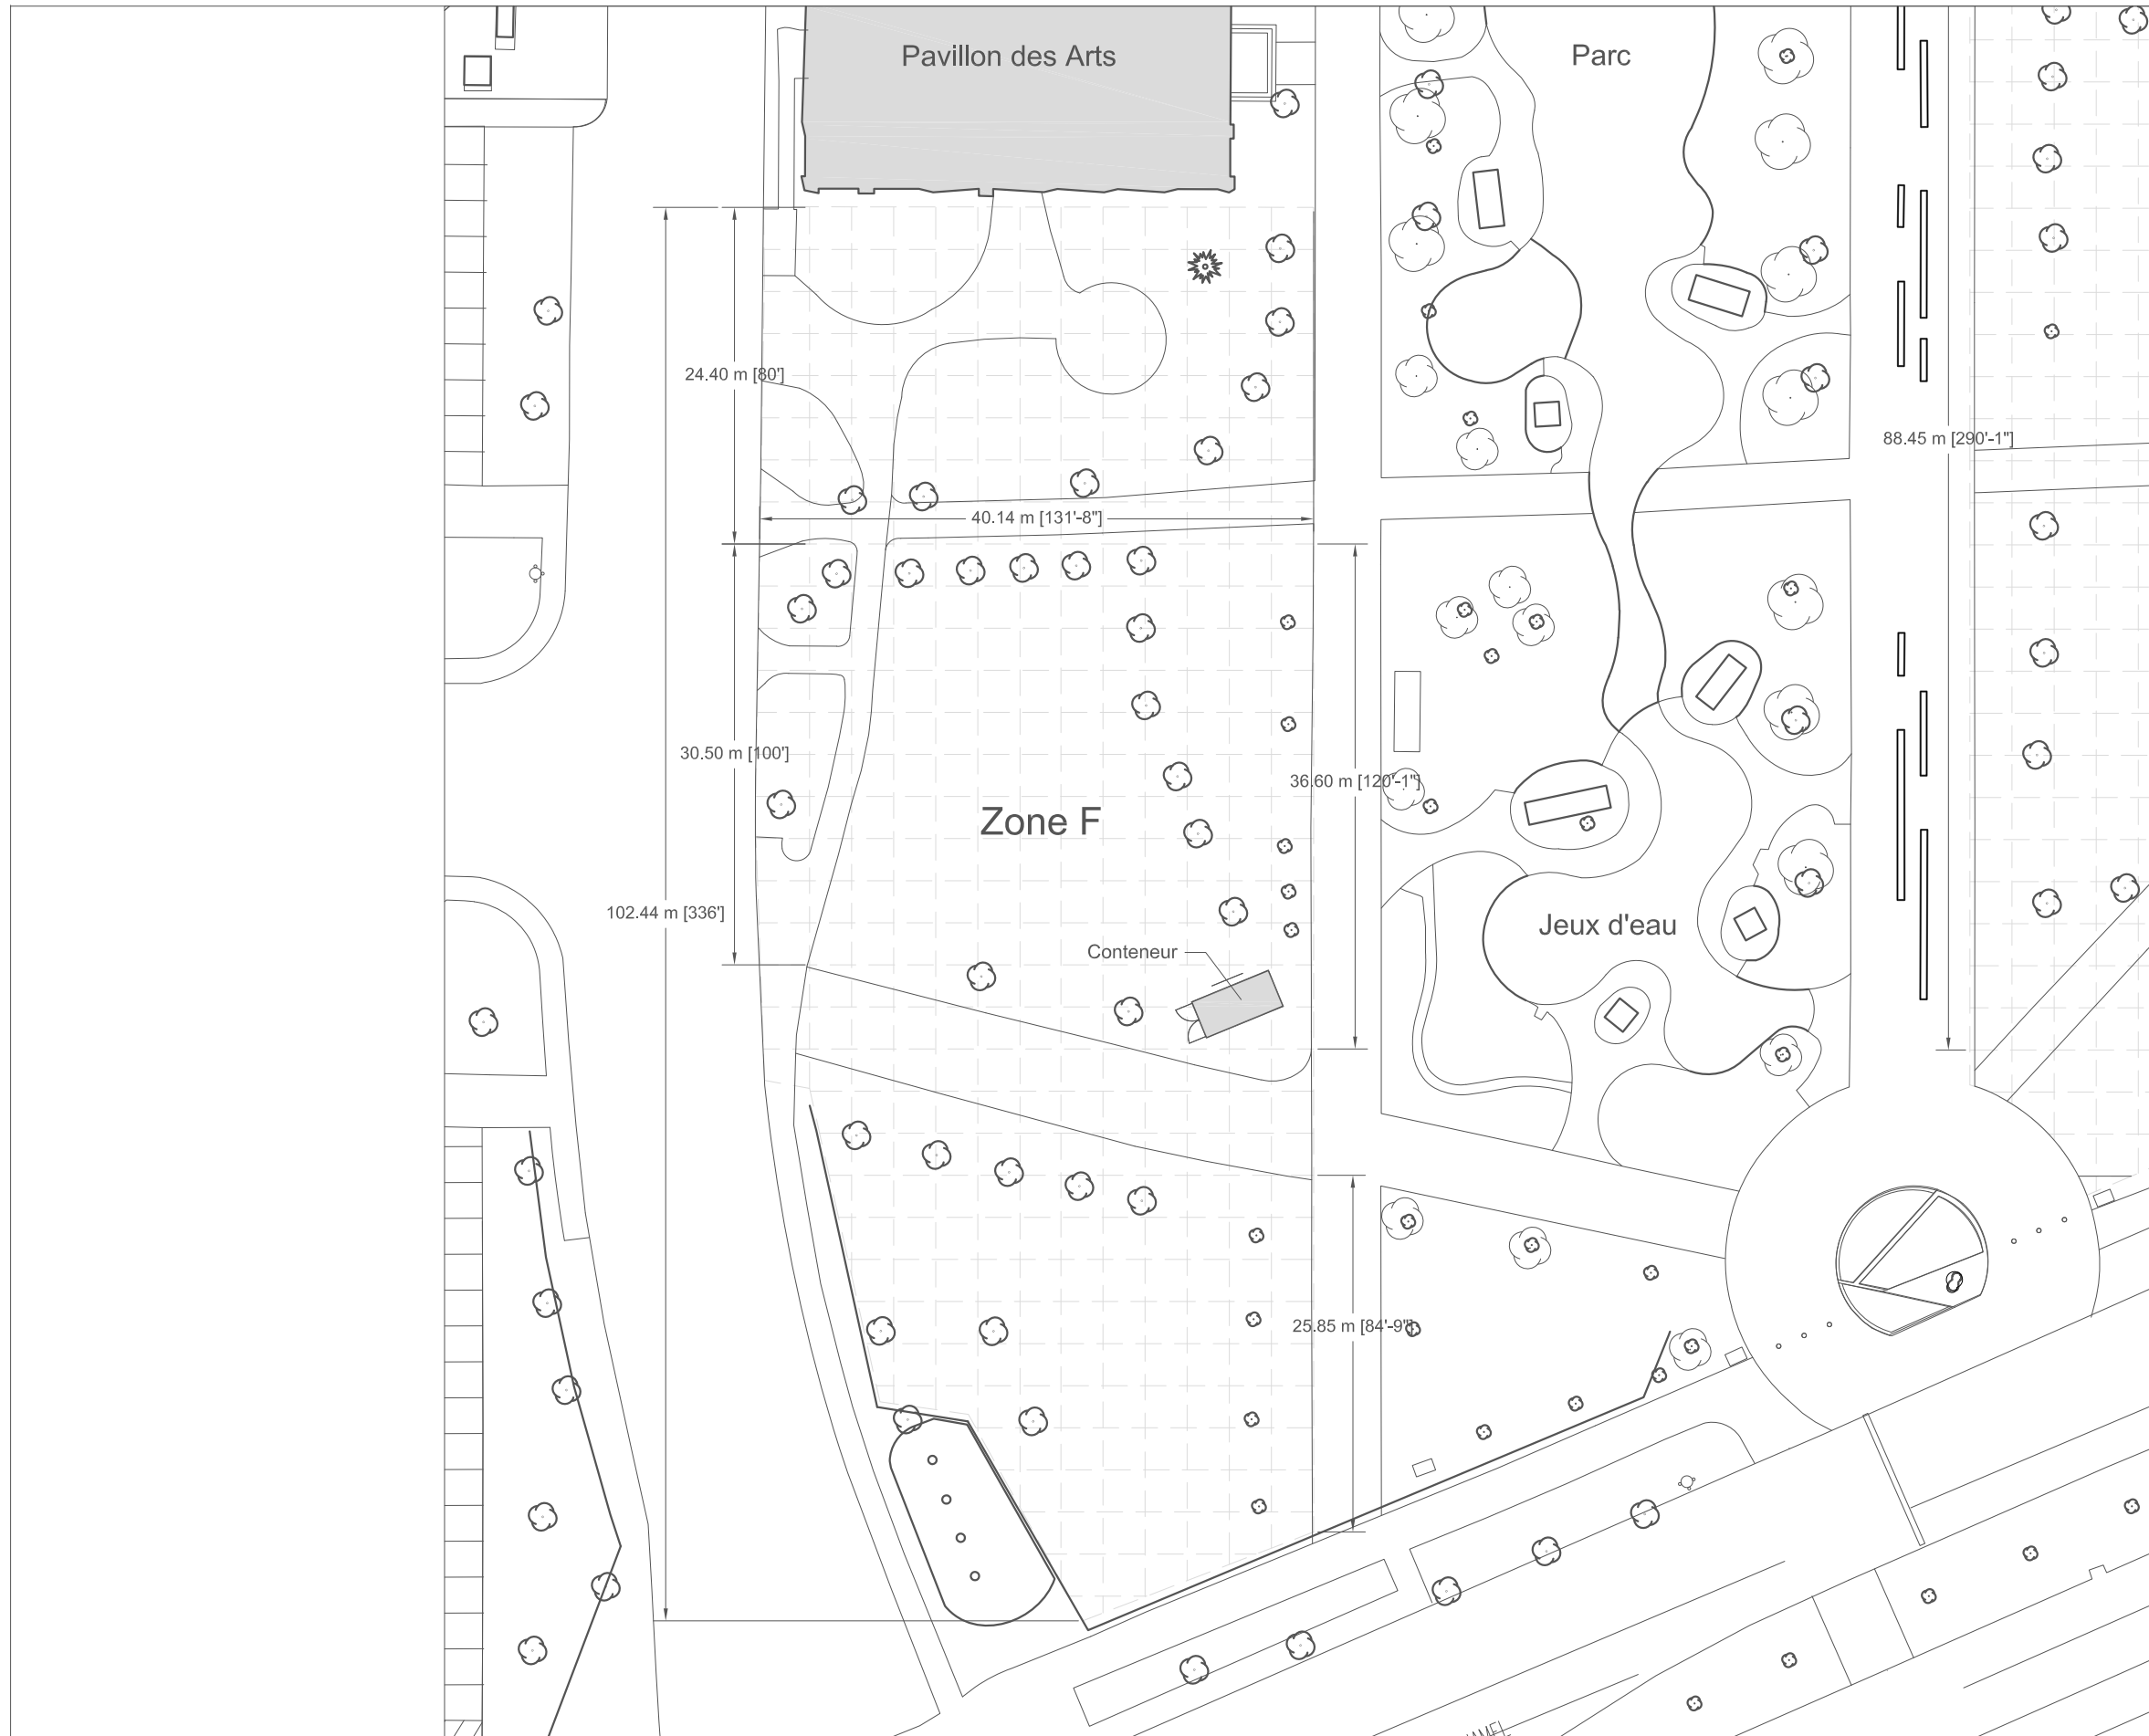 Pavillon des Arts
Parc
24.40 m [80']
88.45 m [290'-1"]
40.14 m [131'-8"]
30.50 m [100']
36.60 m [120'-1"]
Zone F
102.44 m [336']
Jeux d'eau
Conteneur
25.85 m [84'-9"]